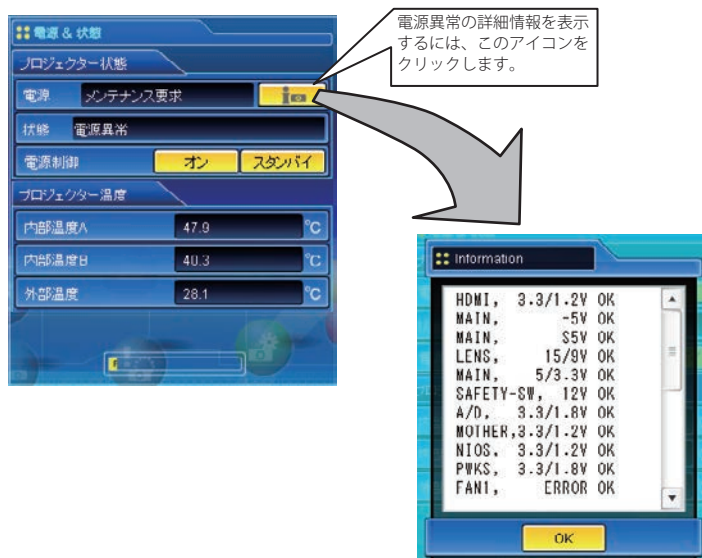 電源 & 状態
電源異常の詳細情報を表示
するには、このアイコンを
クリックします。
プロジェクター状態
電源 メンテナンス要求
状態 電源異常
電源制御 オン スタンバイ
プロジェクター温度
内部温度A 47.9 °C
内部温度B 40.3 °C
外部温度 28.1 °C
Information
HDMI, 3.3/1.2V OK
MAIN, -5V OK
MAIN, S5V OK
LENS, 15/9V OK
MAIN, 5/3.3V OK
SAFETY-SW, 12V OK
A/D, 3.3/1.8V OK
MOTHER,3.3/1.2V OK
NIOS, 3.3/1.2V OK
PWKS, 3.3/1.8V OK
FAN1, ERROR OK
OK